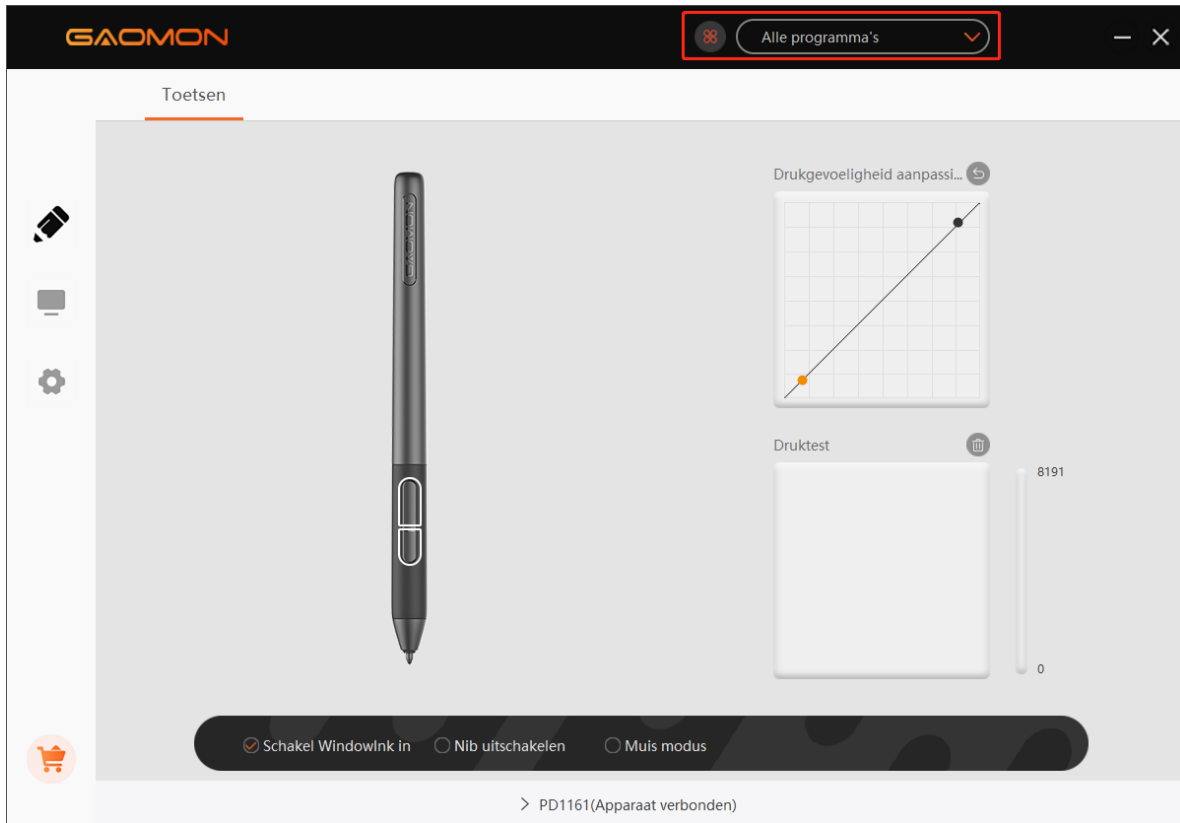 GAOMON
Alle programma's
Toetsen
Drukgevoeligheid aanpassi...
GAOMON
Druktest
8191
0
Schakel WindowInk in
Nib uitschakelen
Muis modus
PD1161(Apparaat verbonden)